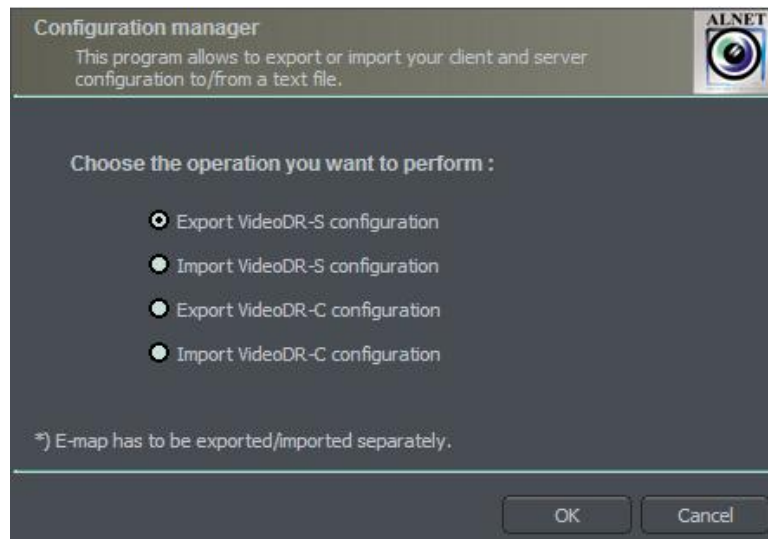 Configuration manager
ALNET
This program allows to export or import your client and server
configuration to/from a text file.
Choose the operation you want to perform :
Export VideoDR-S configuration
Import VideoDR-S configuration
Export VideoDR-C configuration
Import VideoDR-C configuration
*) E-map has to be exported/imported separately.
OK
Cancel